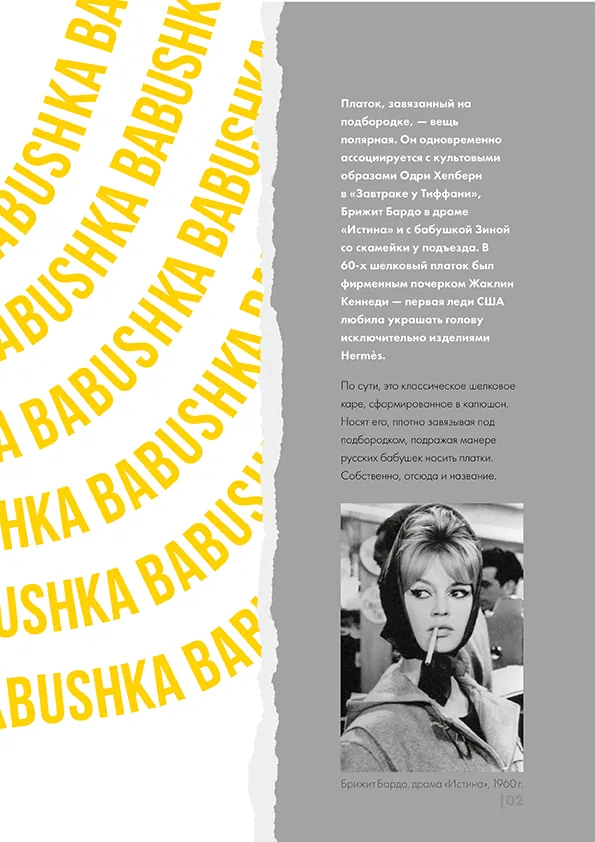 BABUSHKA BABUSHKA BA
BABUSHKA BABUSHKA
BABUSHKA BABUSHKA
HKA BABUSHKA BABUSHKA
USHKA BABUSHKA
ABUSHKA BAB
Платок, завязанный на
подбородке, — вещь
полярная. Он одновременно
ассоциируется с культовыми
образами Одри Хепберн
в «Завтраке у Тиффани»,
Брижит Бардо в драме
«Истина» и с бабушкой Зиной
со скамейки у подъезда. В
60-х шелковый платок был
фирменным почерком Жаклин
Кеннеди — первая леди США
любила украшать голову
исключительно изделиями
Hermès.
По сути, это классическое шелковое
каре, сформированное в капюшон.
Носят его, плотно завязывая под
подбородком, подражая манере
русских бабушек носить платки.
Собственно, отсюда и название.
Брижит Бардо, драма «Истина», 1960 г.
|02